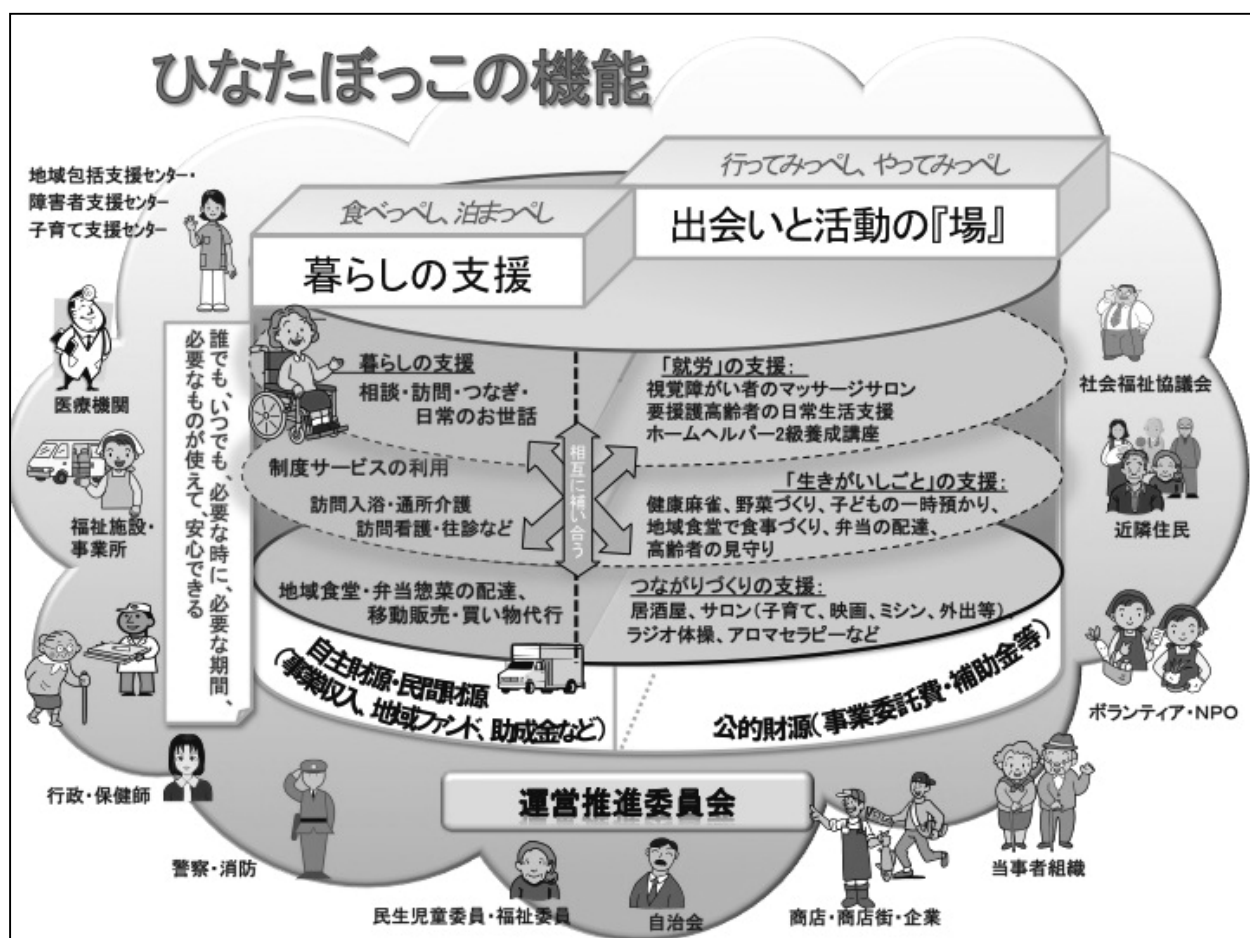 ひなたぼっこの機能
行ってみっぺし、やってみっぺし
出会いと活動の『場』
食べっぺし、泊まっぺし
暮らしの支援
地域包括支援センター・
障害者支援センター
子育て支援センター
医療機関
福祉施設・
事業所
行政・保健師
警察・消防
民生児童委員・福祉委員
自治会
商店・商店街・企業
当事者組織
ボランティア・NPO
近隣住民
社会福祉協議会
誰でも、いつでも、必要な時に、必要な期間、
必要なものが使えて、安心できる
暮らしの支援
相談・訪問・つなぎ・
日常のお世話
制度サービスの利用
訪問入浴・通所介護
訪問看護・往診など
地域食堂・弁当惣菜の配達、
移動販売・買い物代行
相互に補い合う
「就労」の支援:
視覚障がい者のマッサージサロン
要援護高齢者の日常生活支援
ホームヘルパー2級養成講座
「生きがいしごと」の支援:
健康麻雀、野菜づくり、子どもの一時預かり、
地域食堂で食事づくり、弁当の配達、
高齢者の見守り
つながりづくりの支援:
居酒屋、サロン(子育て、映画、ミシン、外出等)、
ラジオ体操、アロマセラピーなど
自主財源・民間財源
(事業収入、地域ファンド、助成金など)
公的財源(事業委託費・補助金等)
運営推進委員会